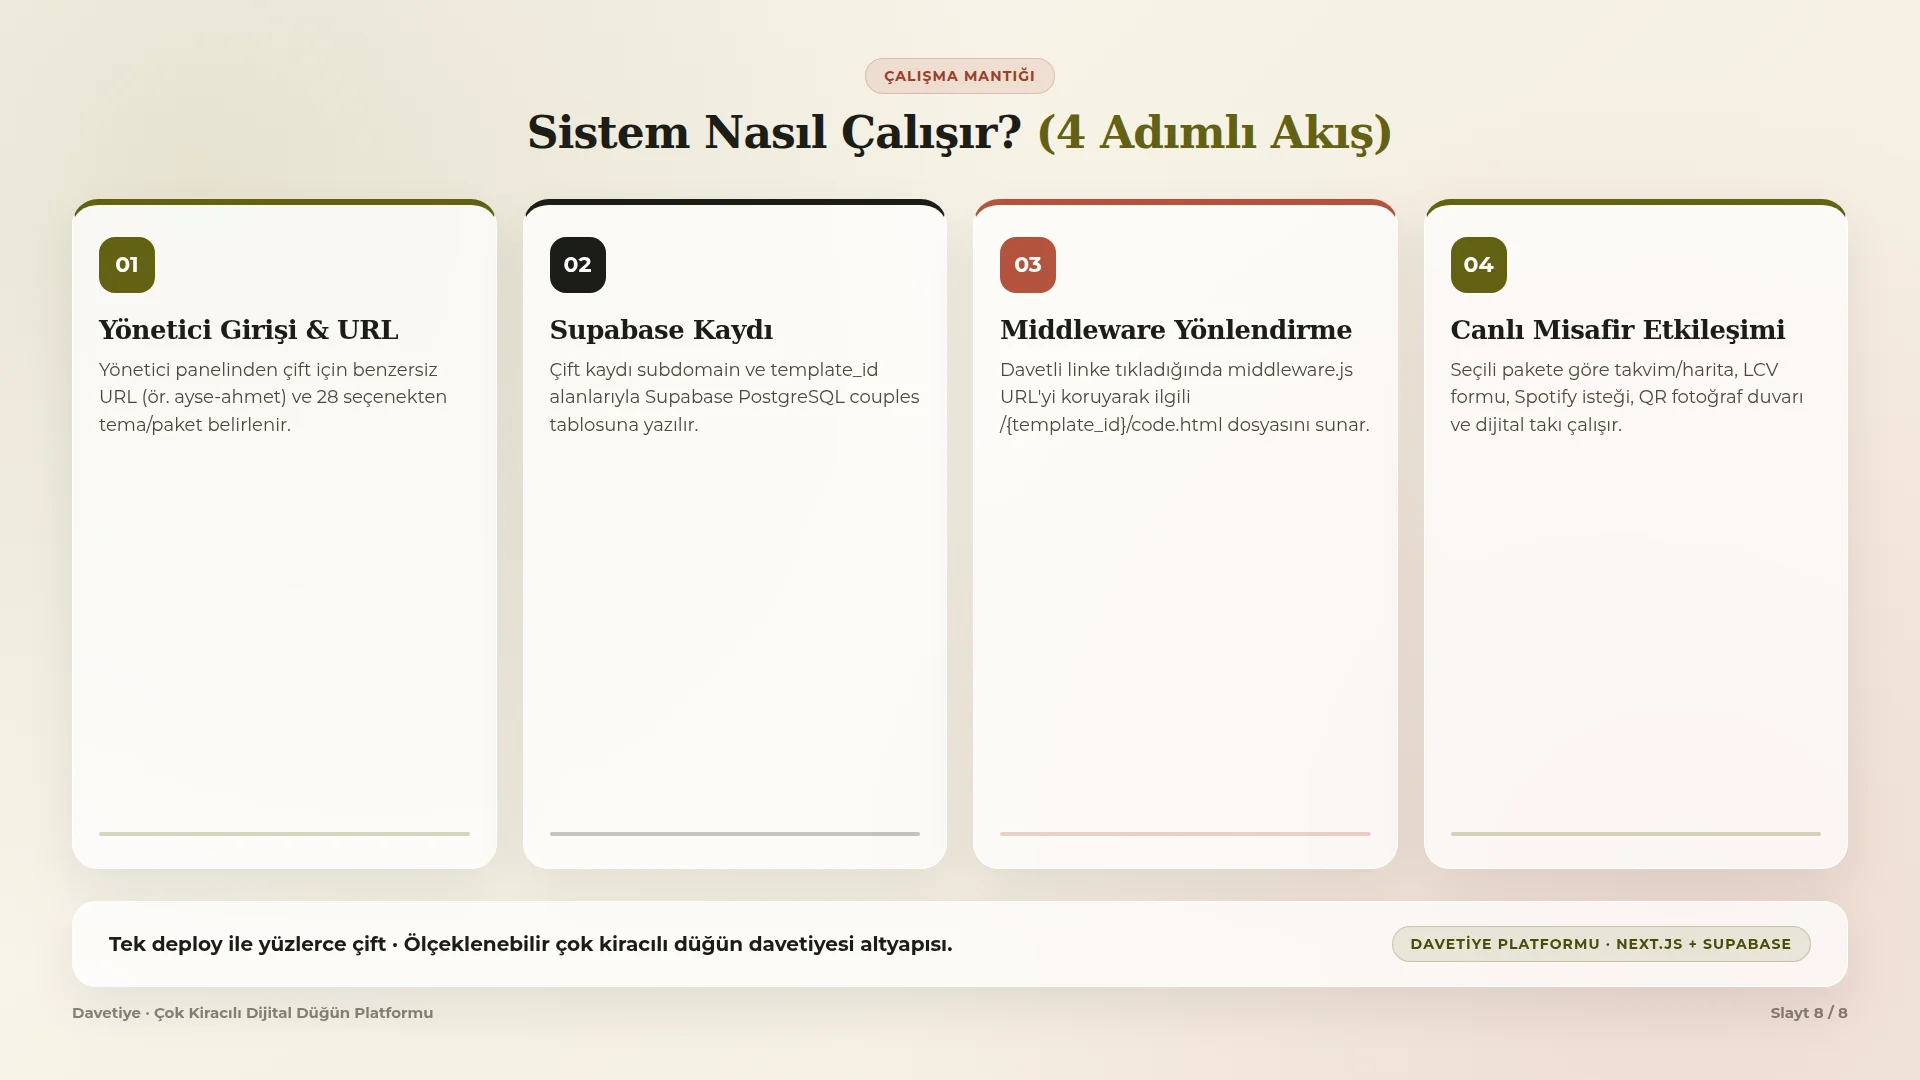 ÇALIŞMA MANTIĞI
Sistem Nasıl Çalışır? (4 Adımlı Akış)
01
Yönetici Girişi & URL
Yönetici panelinden çift için benzersiz
URL (ör. ayse-ahmet) ve 28 seçenekten
tema/paket belirlenir.
02
Supabase Kaydı
Çift kaydı subdomain ve template_id
alanlarıyla Supabase PostgreSQL couples
tablosuna yazılır.
03
Middleware Yönlendirme
Davetli linke tıkladığında middleware.js
URL'yi koruyarak ilgili
/{template_id}/code.html dosyasını sunar.
04
Canlı Misafir Etkileşimi
Seçili pakete göre takvim/harita, LCV
formu, Spotify isteği, QR fotoğraf duvarı
ve dijital takı çalışır.
Tek deploy ile yüzlerce çift · Ölçeklenebilir çok kiracılı düğün davetiyesi altyapısı.
DAVETİYE PLATFORMU · NEXT.JS + SUPABASE
Davetiye · Çok Kiracılı Dijital Düğün Platformu
Slayt 8 / 8